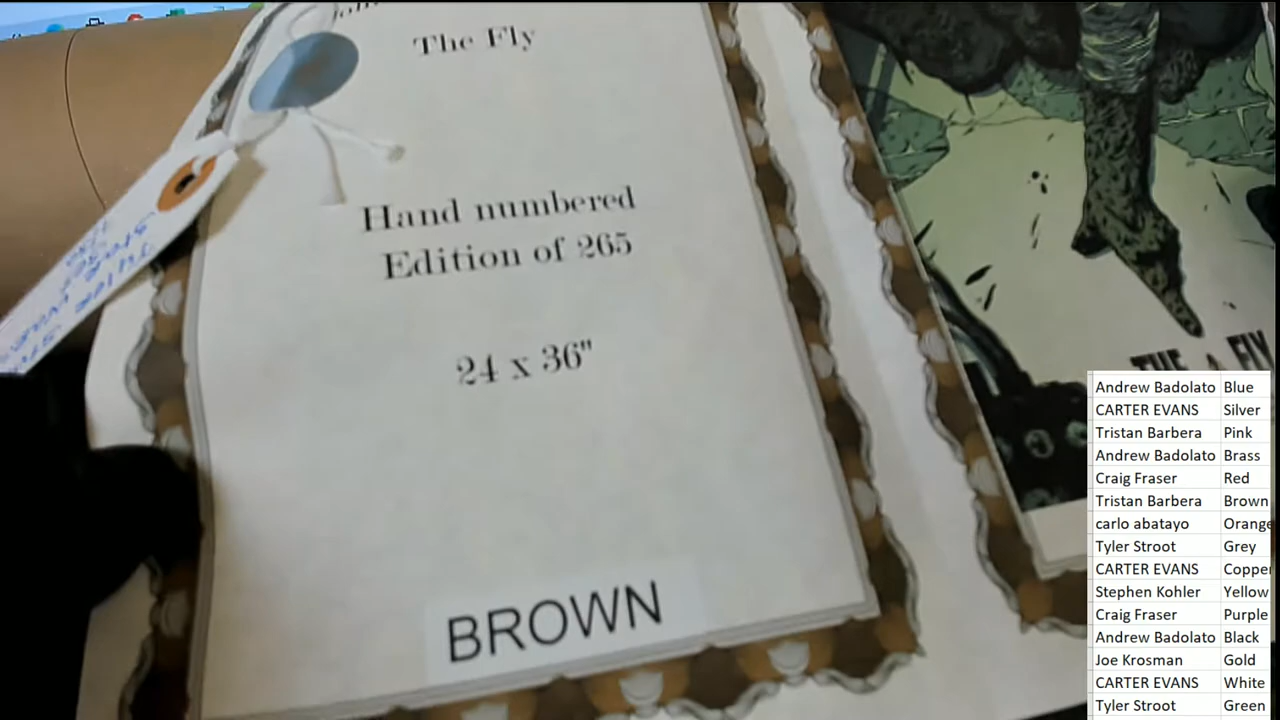 The Fly
Hand numbered
Edition of 265
24 x 36"
BROWN
THE FLY
Andrew Badolato Blue
CARTER EVANS Silver
Tristan Barbera Pink
Andrew Badolato Brass
Craig Fraser Red
Tristan Barbera Brown
carlo abatayo Orange
Tyler Stroot Grey
CARTER EVANS Copper
Stephen Kohler Yellow
Craig Fraser Purple
Andrew Badolato Black
Joe Krosman Gold
CARTER EVANS White
Tyler Stroot Green